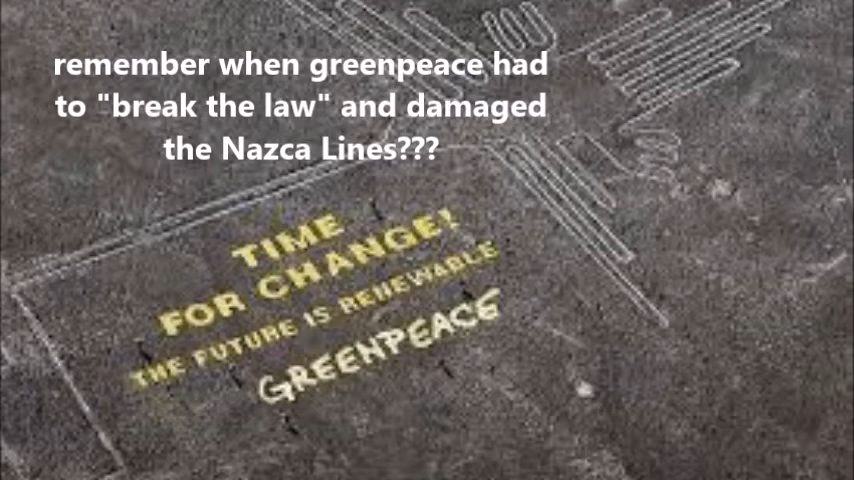 remember when greenpeace had
to "break the law" and damaged
the Nazca Lines???
TIME
FOR CHANGE!
THE FUTURE IS RENEWABLE
GREENPEACE